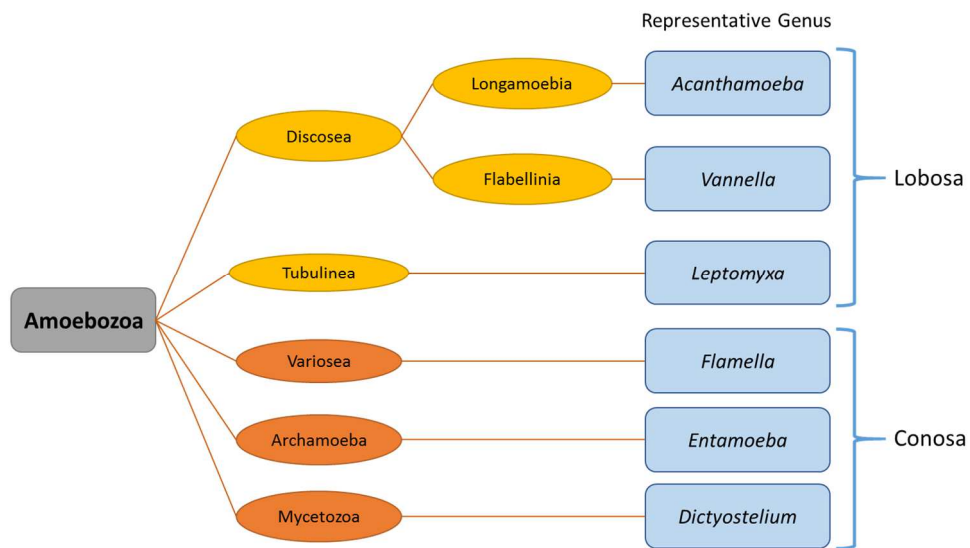 Representative Genus
Longamoebia
Acanthamoeba
Discosea
Flabellinia
Vannella
Lobosa
Tubulinea
Leptomyxa
Amoebozoa
Variosea
Flamella
Archamoeba
Entamoeba
Conosa
Mycetozoa
Dictyostelium